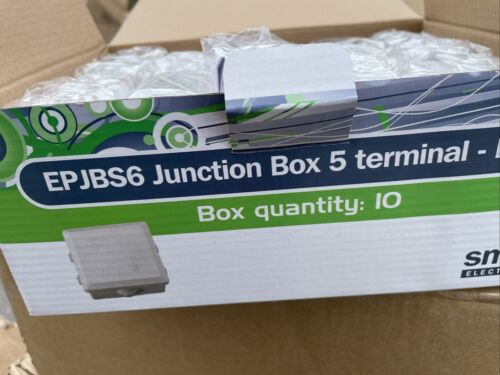 EPJBS6 Junction Box 5 terminal -
Box quantity: 10
sm
ELECT